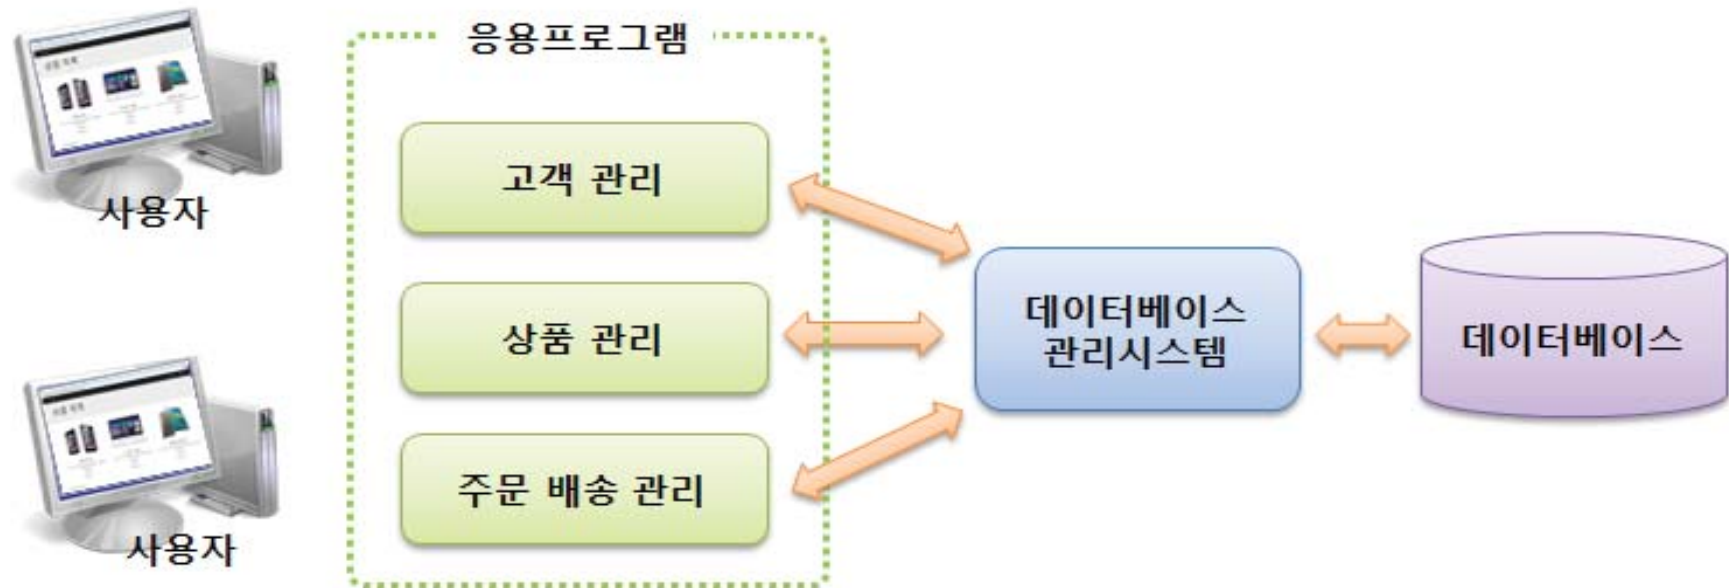 응용프로그램
사용자
고객 관리
상품 관리
주문 배송 관리
데이터베이스
관리시스템
데이터베이스
사용자